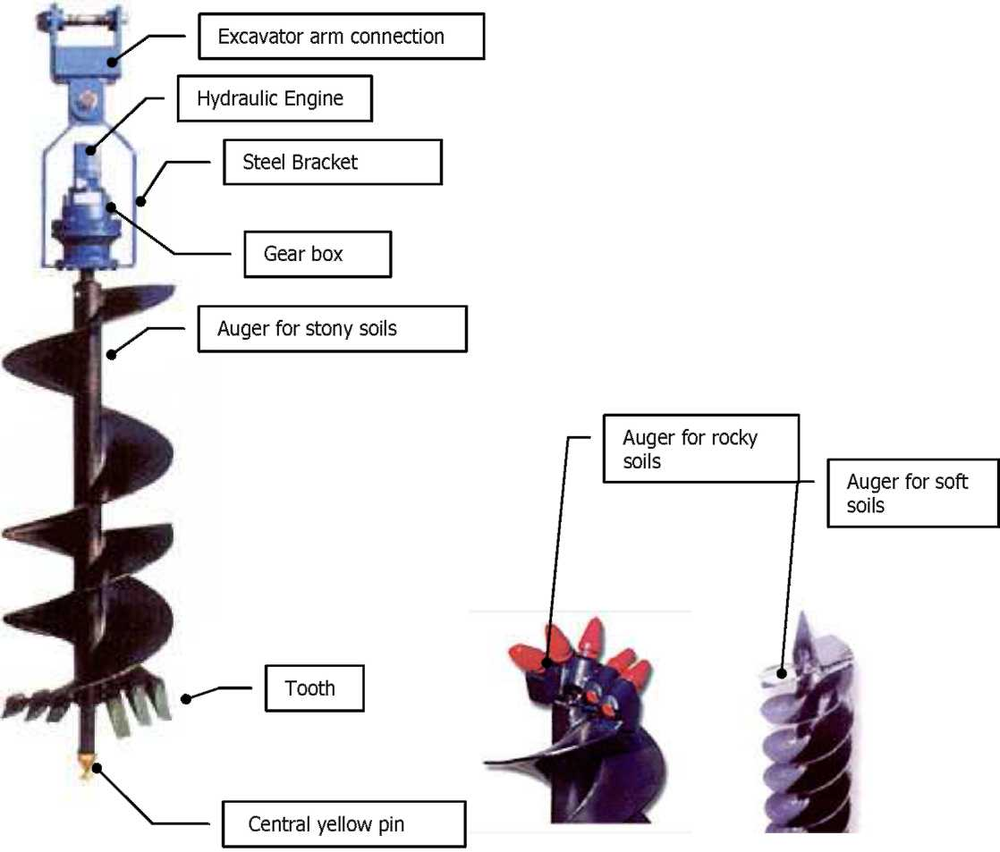 Excavator arm connection
Hydraulic Engine
Steel Bracket
Gear box
Auger for stony soils
Auger for rocky
soils
Auger for soft
soils
Tooth
Central yellow pin